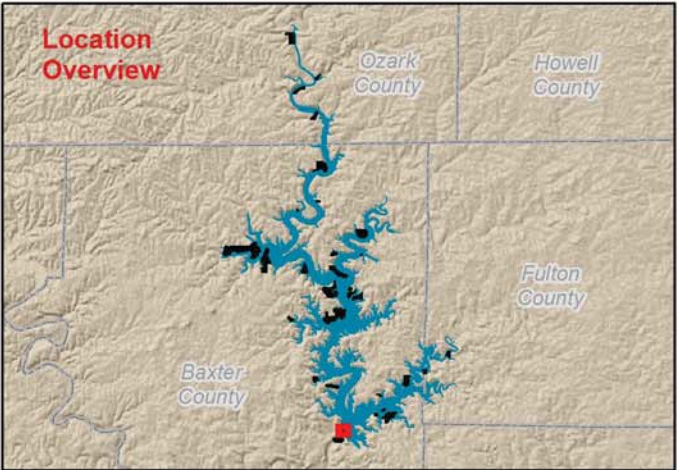 Location
Overview
Ozark
County
Howell
County
Fulton
County
Baxter
County